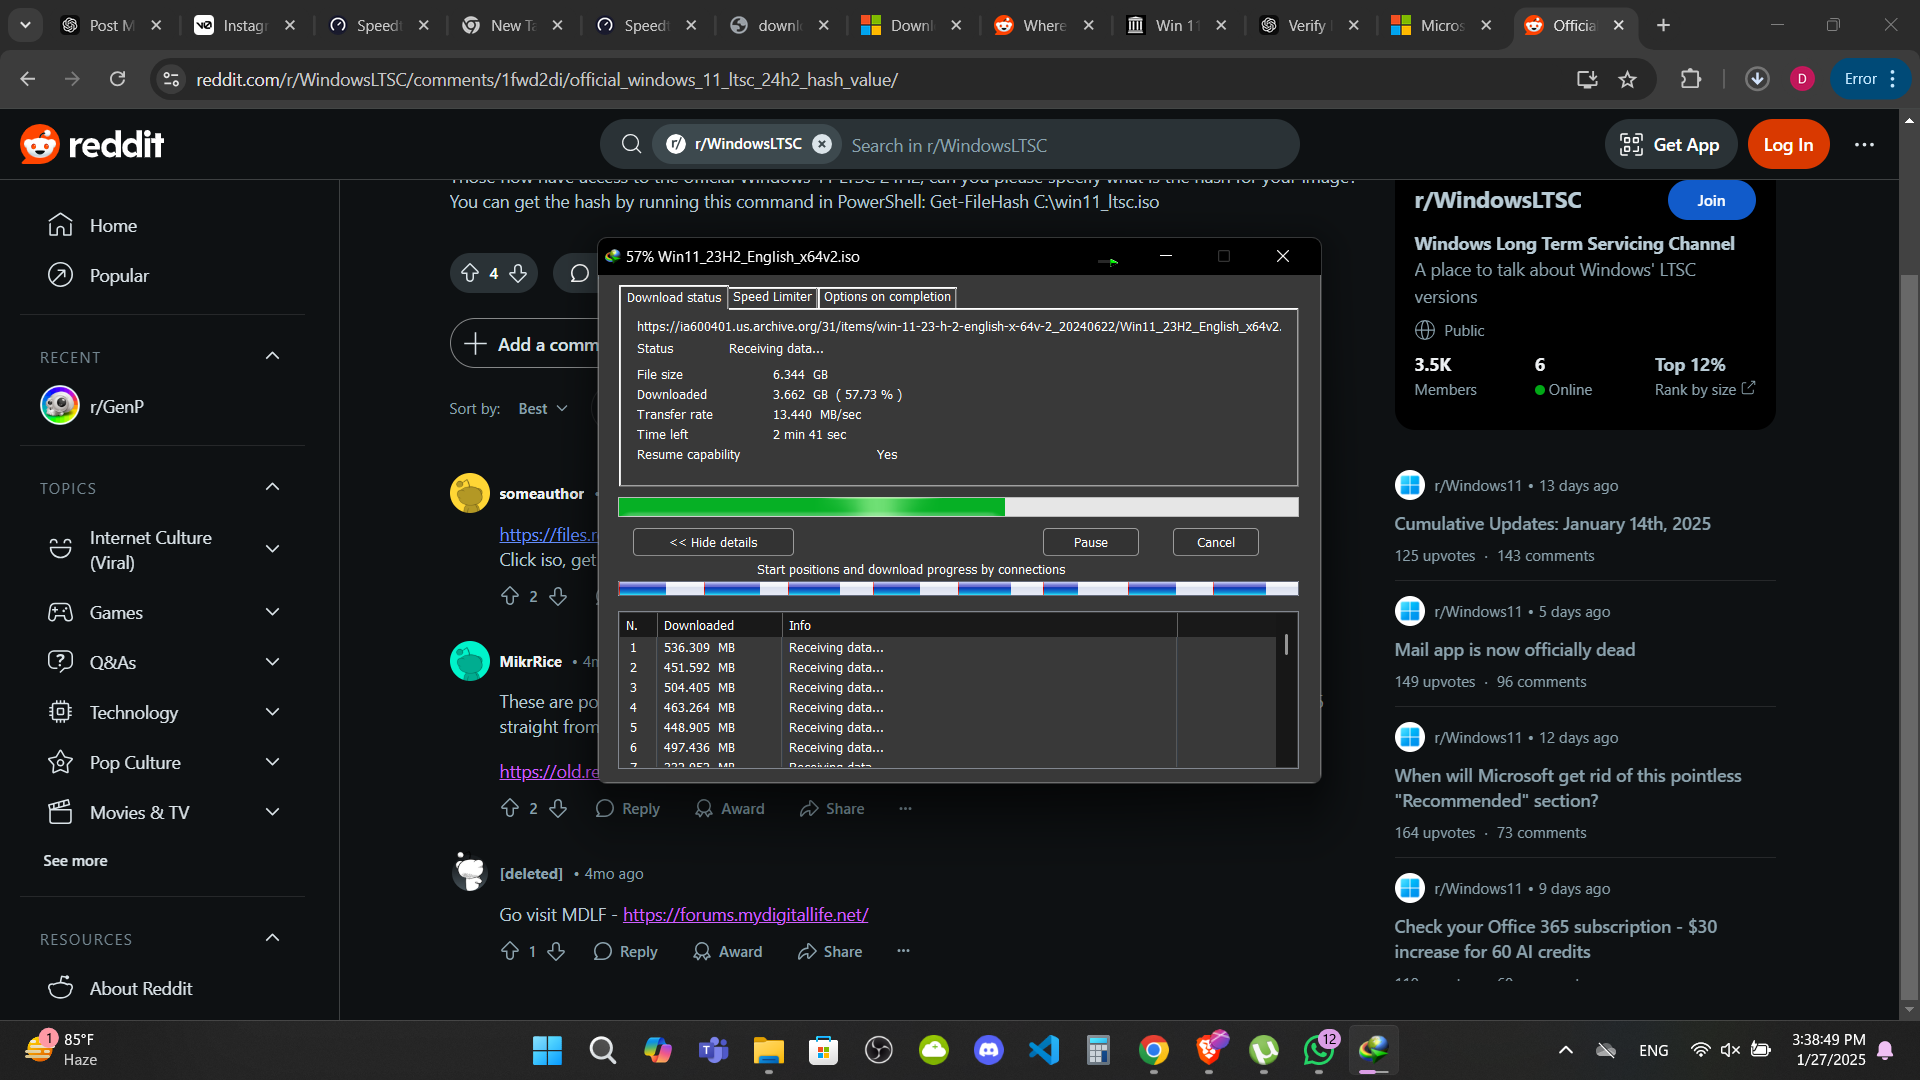 Post M
Instag
Speedt
New Ta
Speedt
downl
Downl
Where
Win 11
Verify
Micros
Officia
reddit.com/r/WindowsLTSC/comments/1fwd2di/official_windows_11_ltsc_24h2_hash_value/
D
Error
reddit
r/WindowsLTSC
Search in r/WindowsLTSC
Get App
Log In
Home
Popular
RECENT
r/GenP
TOPICS
Internet Culture
(Viral)
Games
Q&As
Technology
Pop Culture
Movies & TV
See more
RESOURCES
About Reddit
You can get the hash by running this command in PowerShell: Get-FileHash C:\win11_ltsc.iso
4
Add a comm
Sort by:
Best
someauthor
https://files.r
Click iso, get
2
MikrRice • 4m
These are po
straight from
https://old.re
2
Reply
Award
Share
[deleted] • 4mo ago
Go visit MDLF - https://forums.mydigitallife.net/
1
Reply
Award
Share
57% Win11_23H2_English_x64v2.iso
Download status
Speed Limiter
Options on completion
https://ia600401.us.archive.org/31/items/win-11-23-h-2-english-x-64v-2_20240622/Win11_23H2_English_x64v2.
Status Receiving data...
File size 6.344 GB
Downloaded 3.662 GB ( 57.73 % )
Transfer rate 13.440 MB/sec
Time left 2 min 41 sec
Resume capability Yes
<< Hide details
Pause
Cancel
Start positions and download progress by connections
N. Downloaded Info
1 536.309 MB Receiving data...
2 451.592 MB Receiving data...
3 504.405 MB Receiving data...
4 463.264 MB Receiving data...
5 448.905 MB Receiving data...
6 497.436 MB Receiving data...
r/WindowsLTSC
Join
Windows Long Term Servicing Channel
A place to talk about Windows' LTSC
versions
Public
3.5K
Members
6
Online
Top 12%
Rank by size
r/Windows11 • 13 days ago
Cumulative Updates: January 14th, 2025
125 upvotes · 143 comments
r/Windows11 • 5 days ago
Mail app is now officially dead
149 upvotes · 96 comments
r/Windows11 • 12 days ago
When will Microsoft get rid of this pointless
"Recommended" section?
164 upvotes · 73 comments
r/Windows11 • 9 days ago
Check your Office 365 subscription - $30
increase for 60 AI credits
1
85°F
Haze
12
ENG
3:38:49 PM
1/27/2025